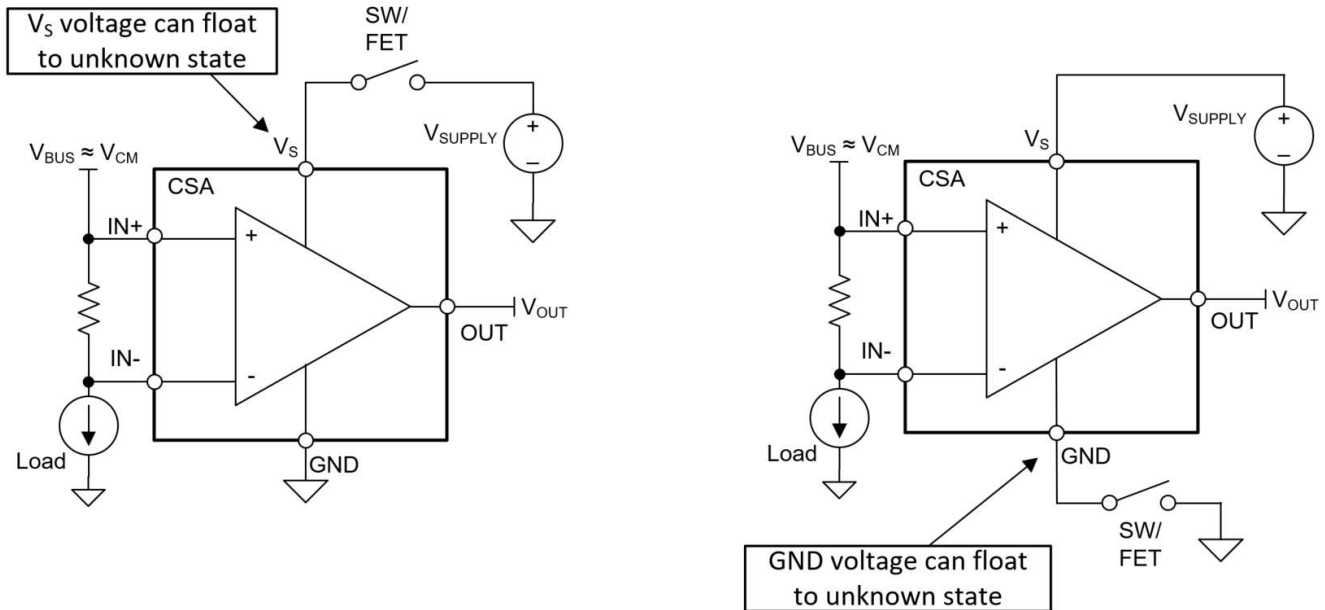 V_S voltage can float
to unknown state
SW/
FET
V_SUPPLY
+
–
V_S
V_BUS ≈ V_CM
CSA
IN+
+
V_OUT
OUT
IN-
-
Load
GND
V_SUPPLY
+
–
V_S
V_BUS ≈ V_CM
CSA
IN+
+
V_OUT
OUT
IN-
-
Load
GND
SW/
FET
GND voltage can float
to unknown state